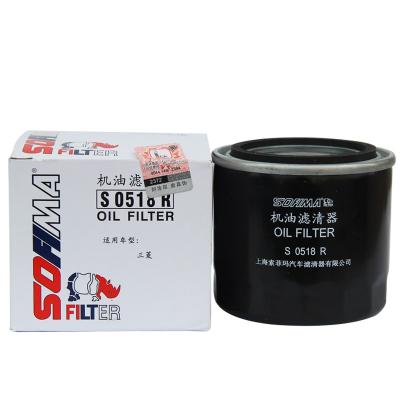 SOFIMA
FILTER
机油滤
S 0518 R
OIL FILTER
适用车型:
三菱
SOFIMA
FILTER
2372
SOFIMA
机油滤清器
OIL FILTER
S 0518 R
上海索菲玛汽车滤清器有限公司